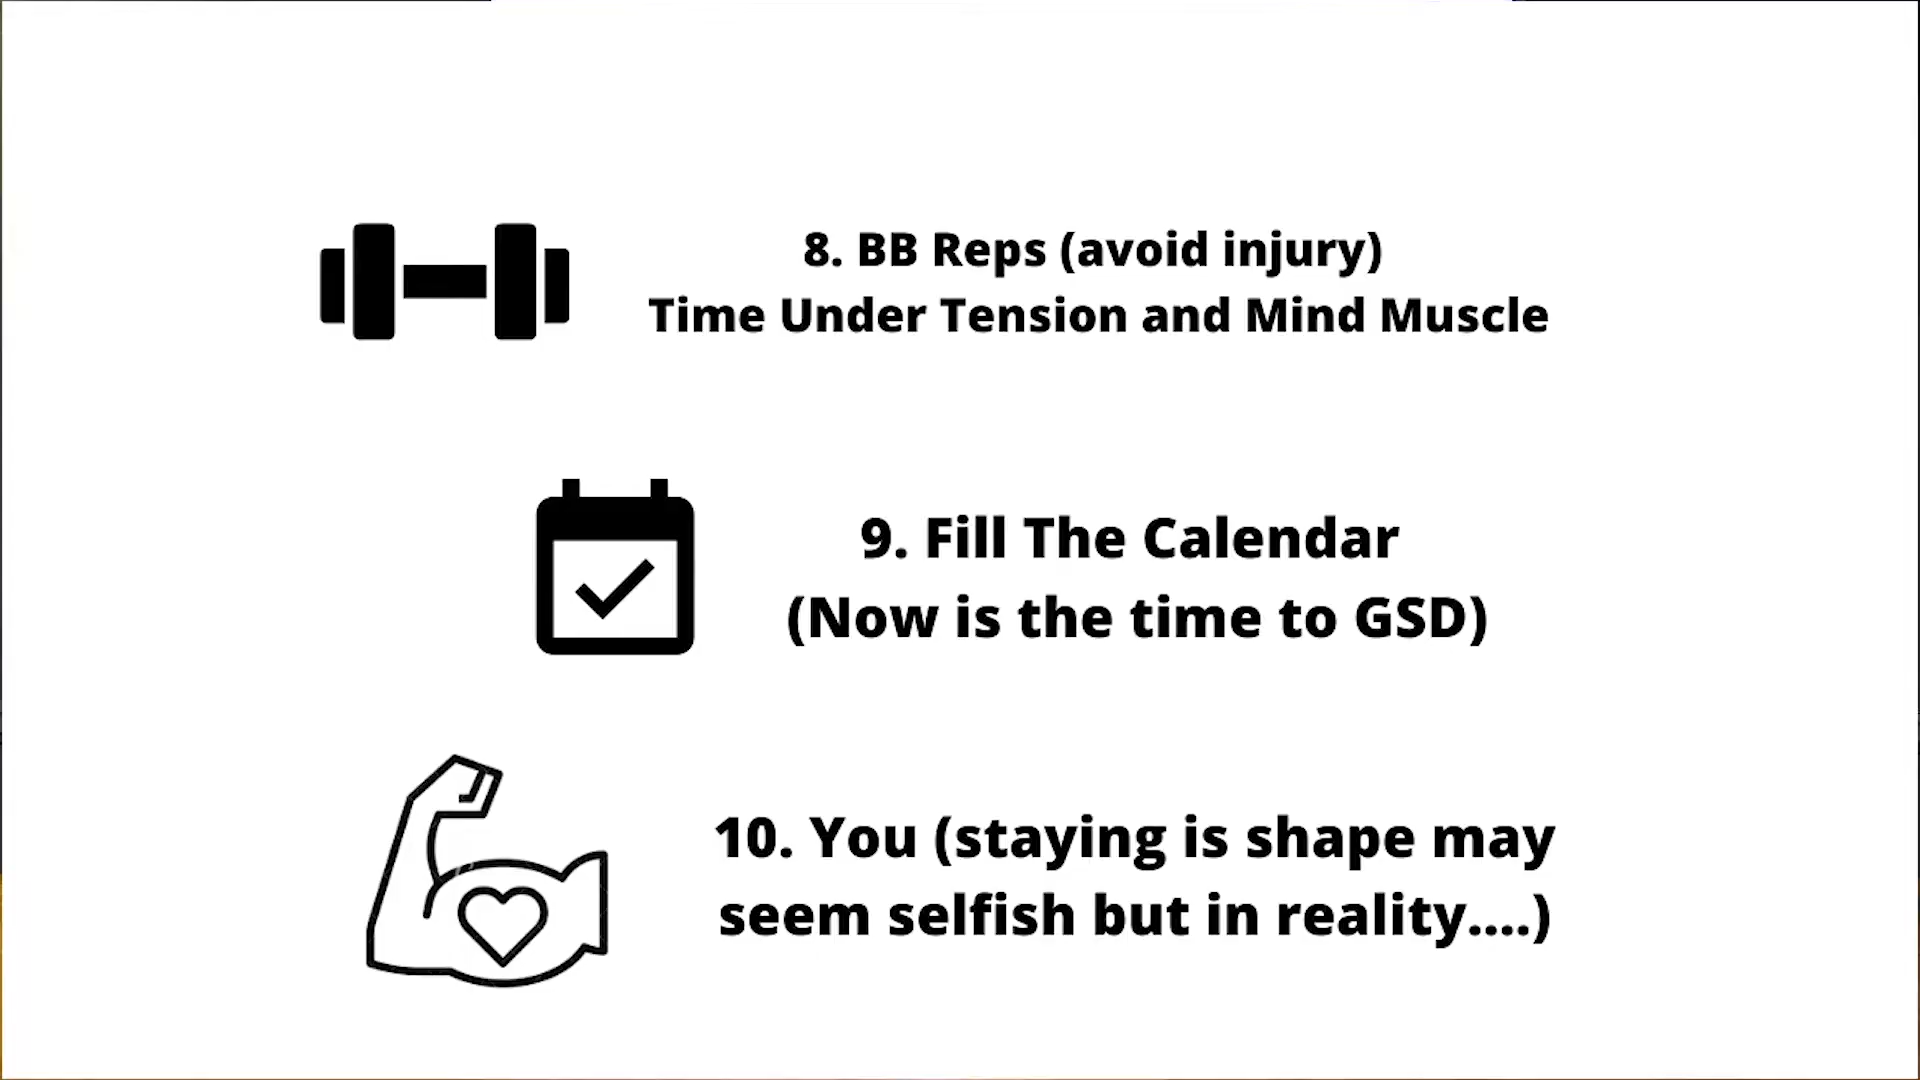 8. BB Reps (avoid injury)
Time Under Tension and Mind Muscle
9. Fill The Calendar
(Now is the time to GSD)
10. You (staying is shape may
seem selfish but in reality....)